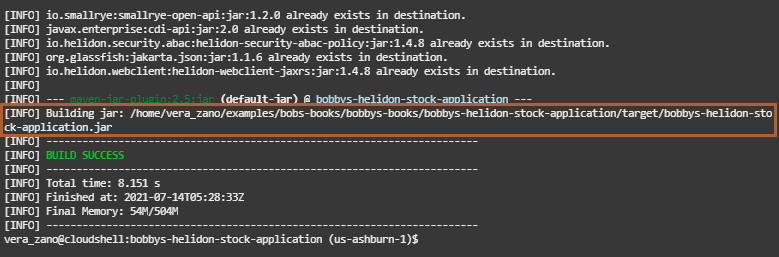 [INFO] io.smallrye:smallrye-open-api:jar:1.2.0 already exists in destination.
[INFO] javax.enterprise:cdi-api:jar:2.0 already exists in destination.
[INFO] io.helidon.security.abac:helidon-security-abac-policy:jar:1.4.8 already exists in destination.
[INFO] org.glassfish:jakarta.json:jar:1.1.6 already exists in destination.
[INFO] io.helidon.webclient:helidon-webclient-jaxrs:jar:1.4.8 already exists in destination.
[INFO]
[INFO] --- maven-jar-plugin:2.5:jar (default-jar) @ bobbys-helidon-stock-application ---
[INFO] Building jar: /home/vera_zano/examples/bobs-books/bobbys-books/bobbys-helidon-stock-application/target/bobbys-helidon-sto
ck-application.jar
[INFO] ------------------------------------------------------------------------
[INFO] BUILD SUCCESS
[INFO] ------------------------------------------------------------------------
[INFO] Total time: 8.151 s
[INFO] Finished at: 2021-07-14T05:28:33Z
[INFO] Final Memory: 54M/504M
[INFO] ------------------------------------------------------------------------
vera_zano@cloudshell:bobbys-helidon-stock-application (us-ashburn-1)$